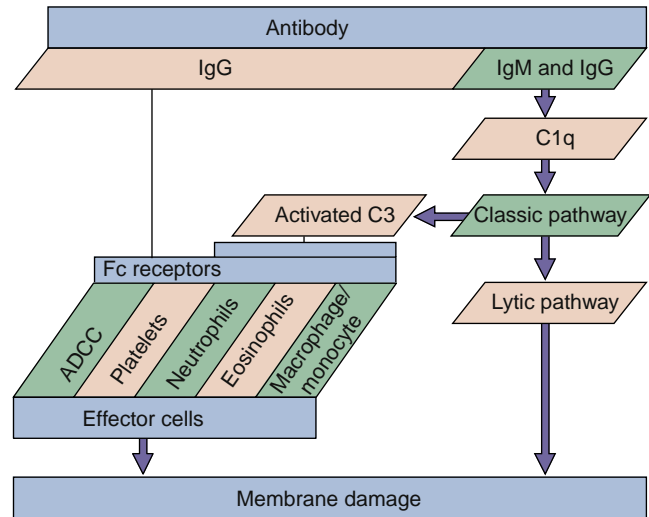 Antibody
IgG
IgM and IgG
C1q
Activated C3
Classic pathway
Fc receptors
Lytic pathway
ADCC
Platelets
Neutrophils
Eosinophils
Macrophage/
monocyte
Effector cells
Membrane damage